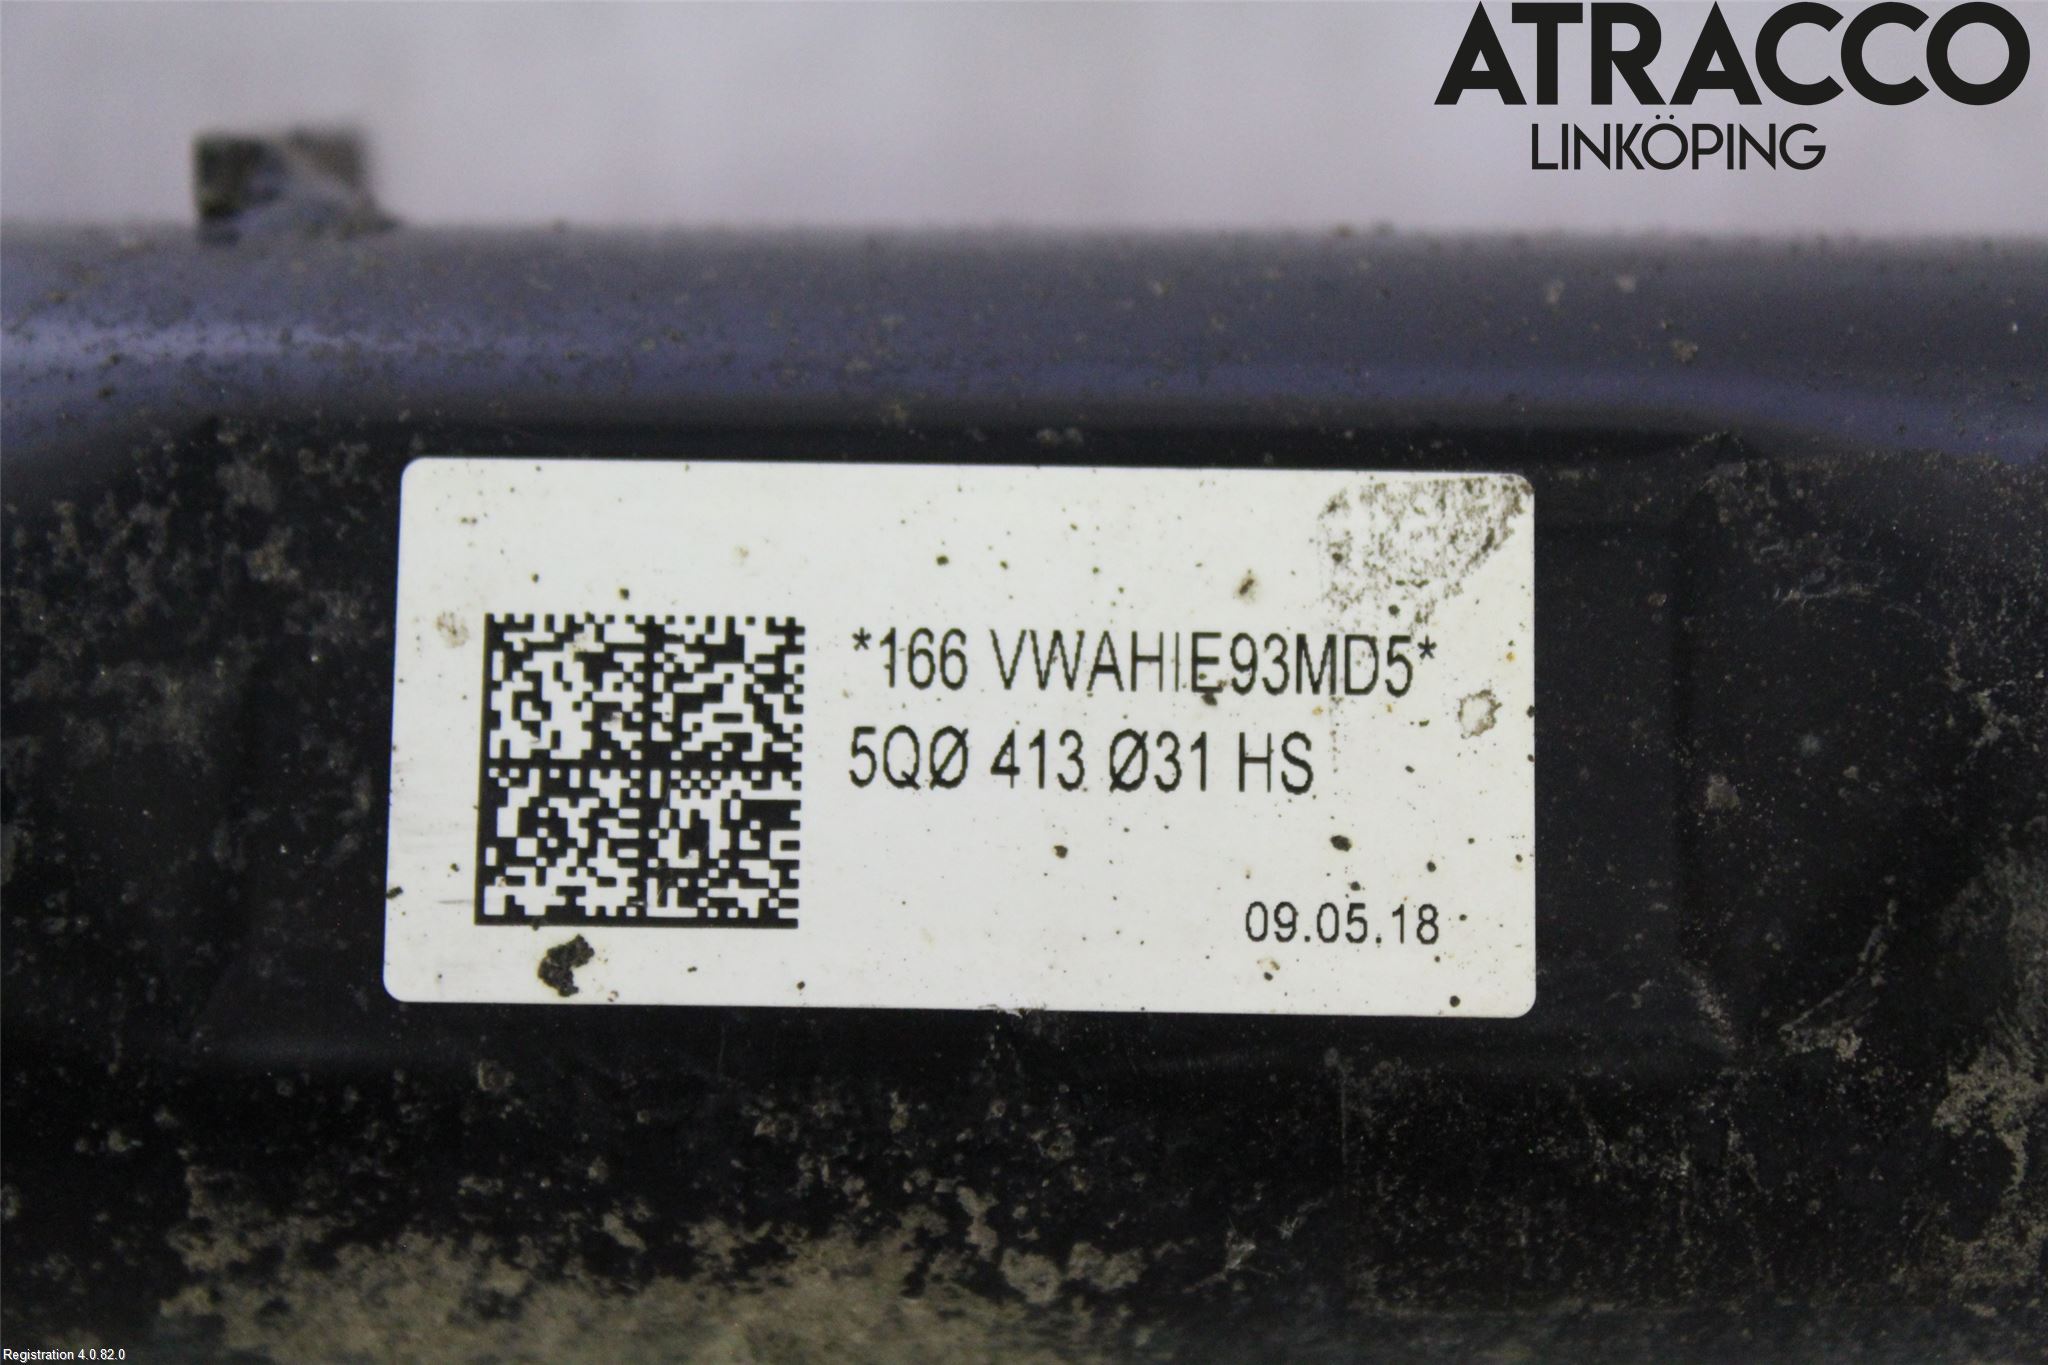 ATRACCO
LINKÖPING
*166 VWAHIE93MD5*
5QØ 413 Ø31 HS
09.05.18
Registration 4.0.82.0